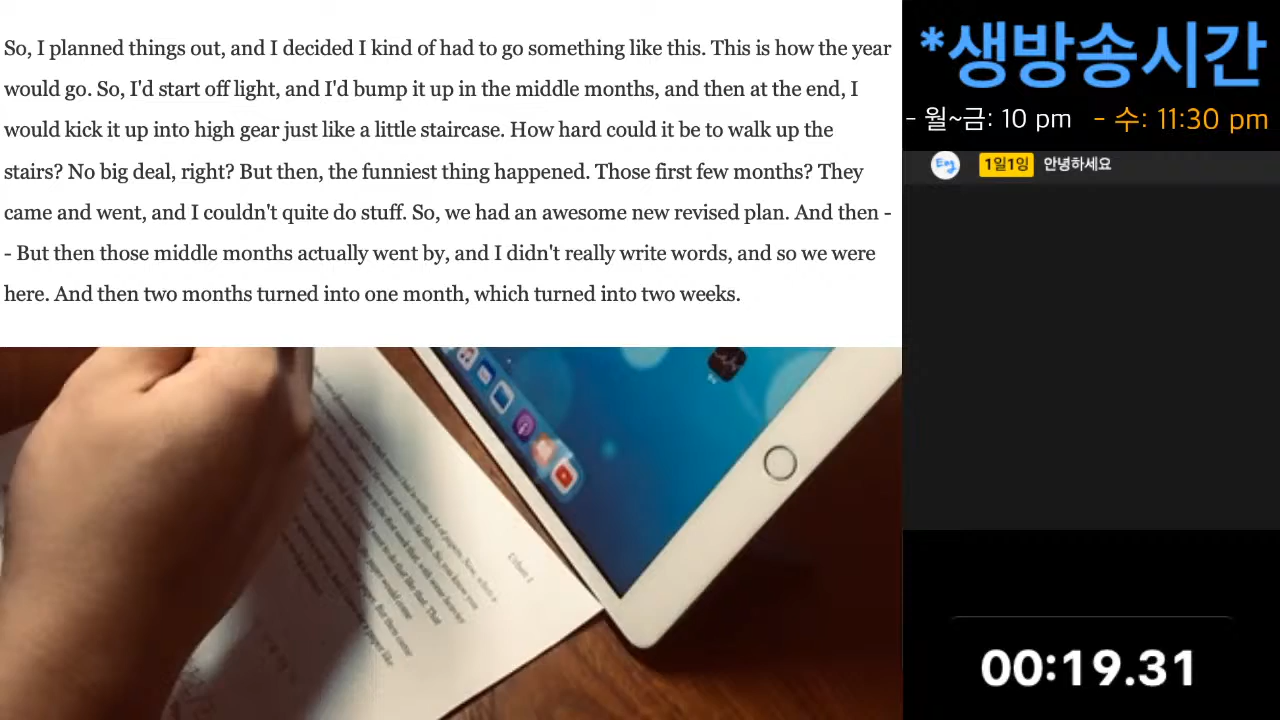 So, I planned things out, and I decided I kind of had to go something like this. This is how the year
would go. So, I'd start off light, and I'd bump it up in the middle months, and then at the end, I
would kick it up into high gear just like a little staircase. How hard could it be to walk up the
stairs? No big deal, right? But then, the funniest thing happened. Those first few months? They
came and went, and I couldn't quite do stuff. So, we had an awesome new revised plan. And then -
- But then those middle months actually went by, and I didn't really write words, and so we were
here. And then two months turned into one month, which turned into two weeks.
*생방송시간
- 월~금: 10 pm - 수: 11:30 pm
Eng 1일1잉 안녕하세요
Urban 1
00:19.31